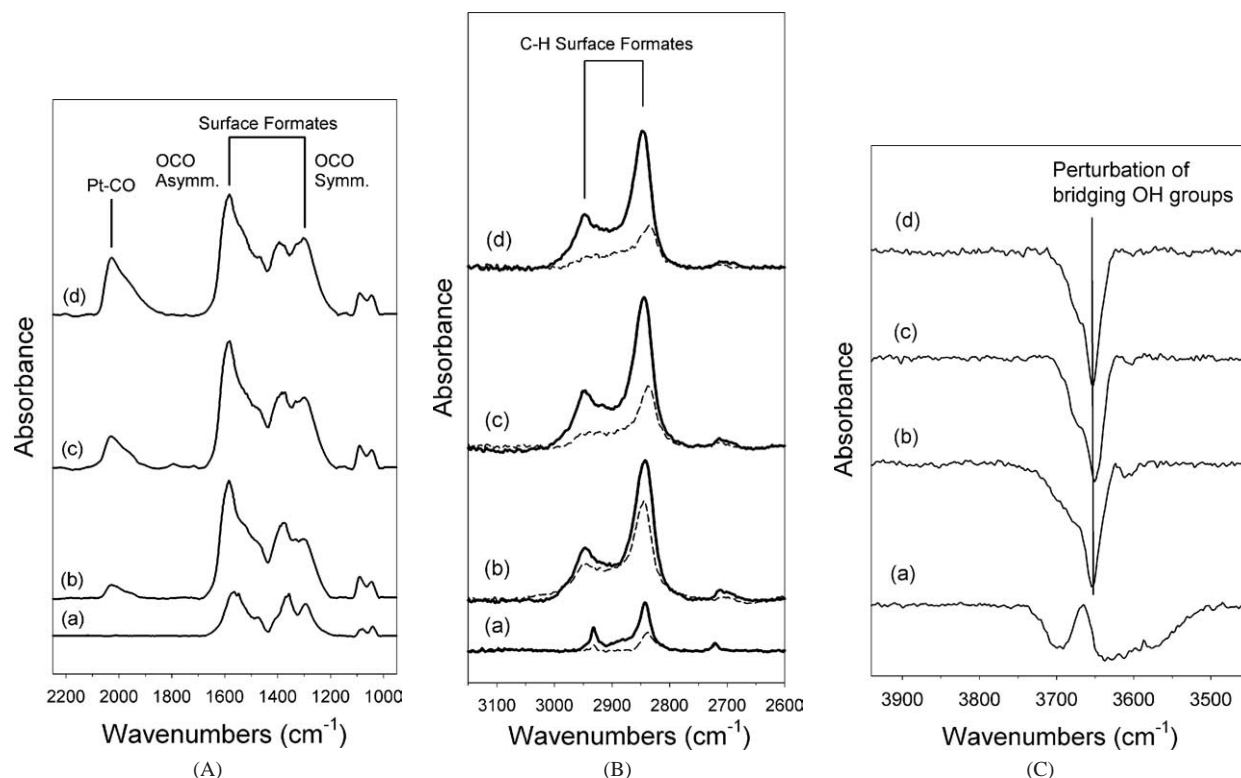 Surface Formates
OCO
Asymm.
OCO
Symm.
Pt-CO
(d)
(c)
(b)
(a)
Absorbance
2200 2000 1800 1600 1400 1200 1000
Wavenumbers (cm⁻¹)
(A)
C-H Surface Formates
(d)
(c)
(b)
(a)
Absorbance
3100 3000 2900 2800 2700 2600
Wavenumbers (cm⁻¹)
(B)
Perturbation of
bridging OH groups
(d)
(c)
(b)
(a)
Absorbance
3900 3800 3700 3600 3500
Wavenumbers (cm⁻¹)
(C)